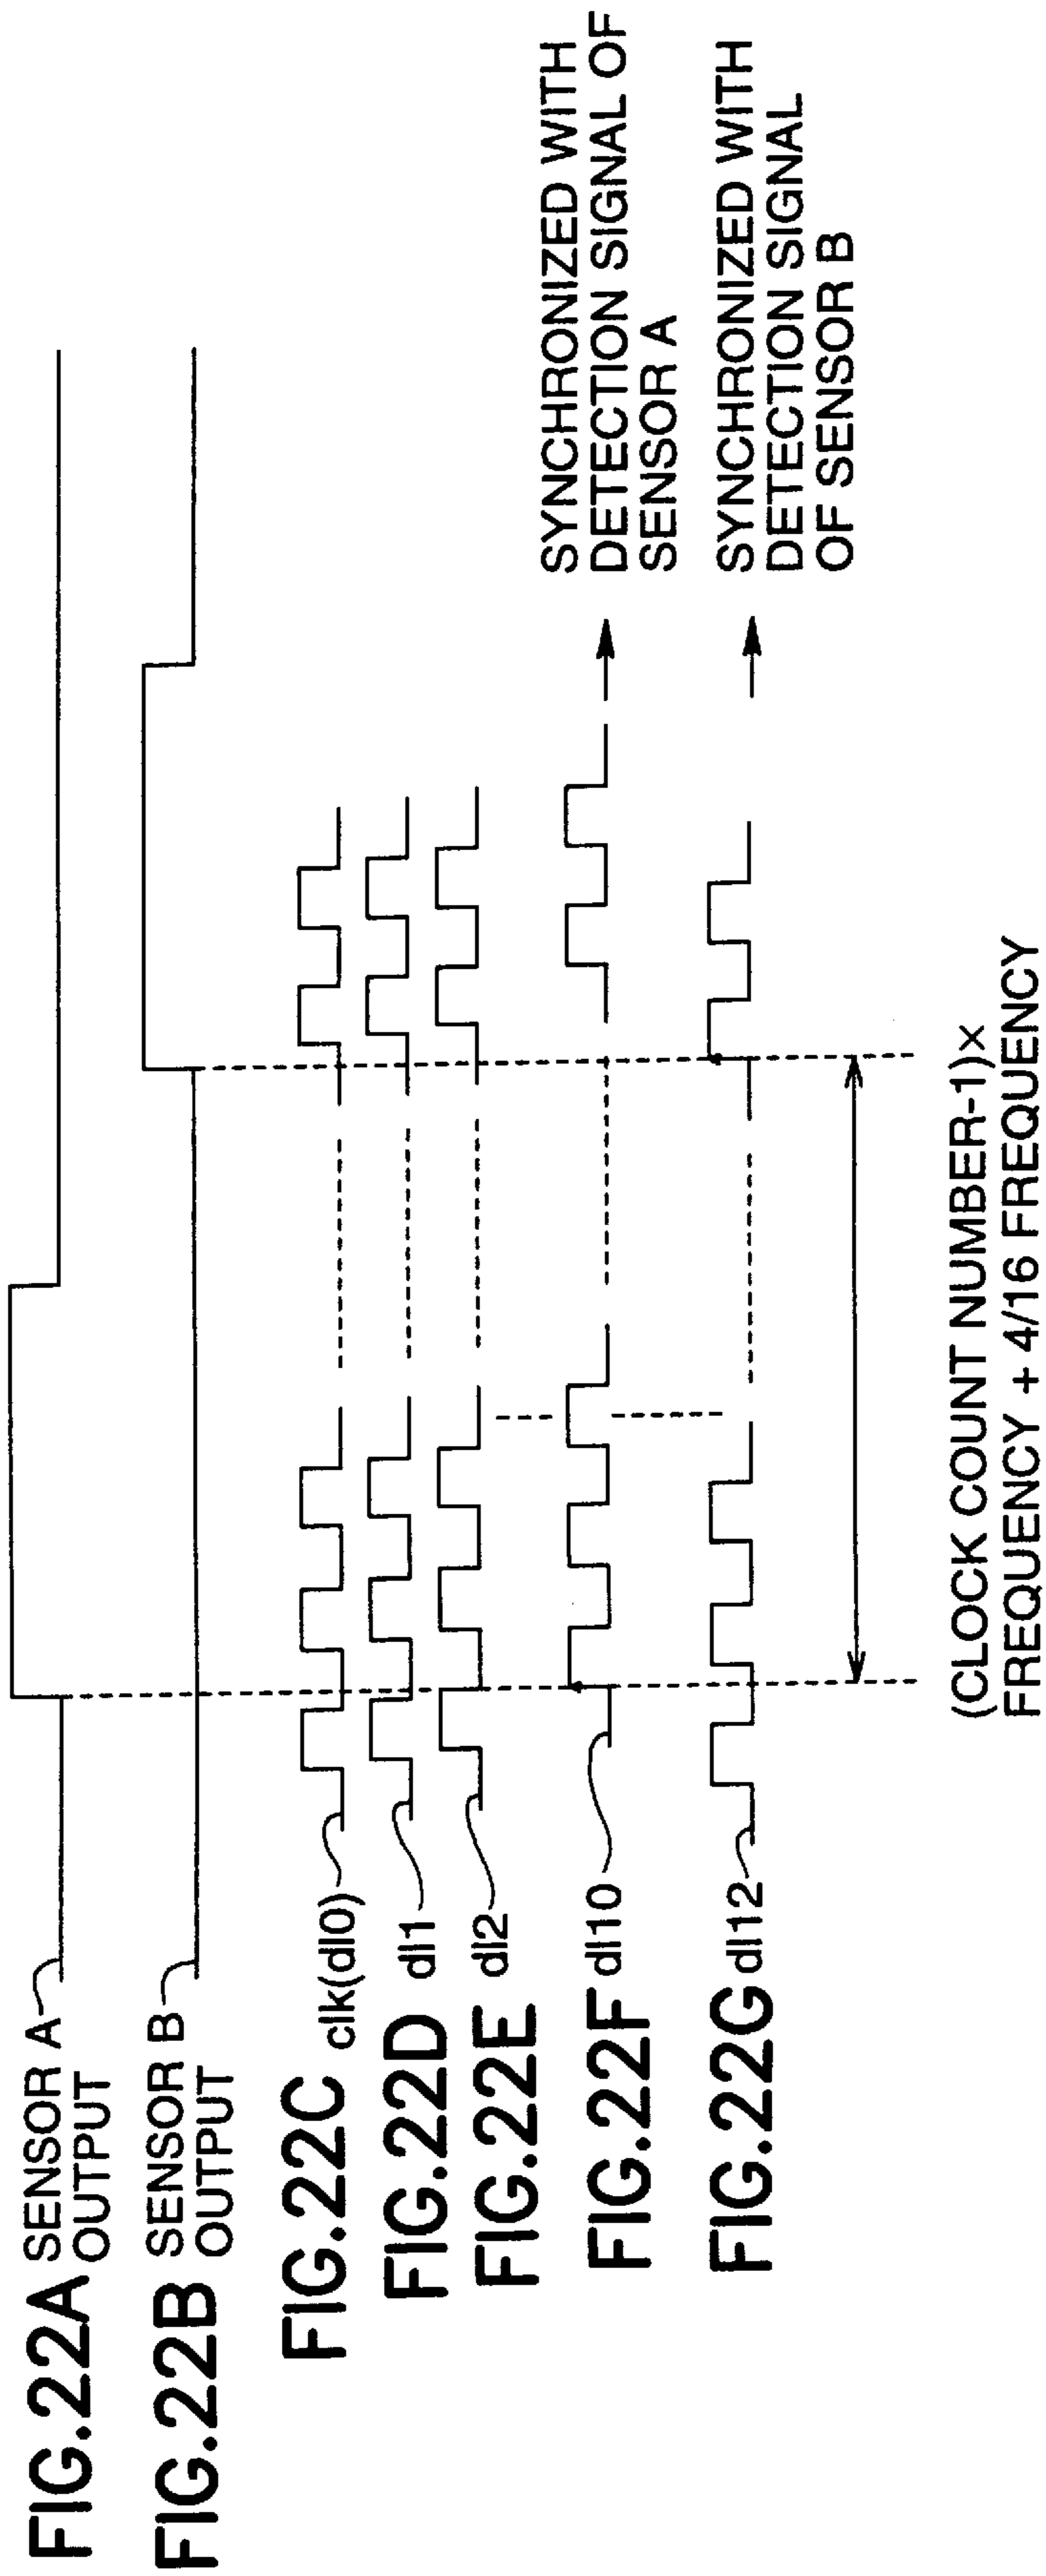 FIG.22A SENSOR A
OUTPUT
FIG.22B SENSOR B
OUTPUT
FIG.22C clk(dl0)
FIG.22D dl1
FIG.22E dl2
FIG.22F dl10
SYNCHRONIZED WITH
DETECTION SIGNAL OF
SENSOR A
FIG.22G dl12
SYNCHRONIZED WITH
DETECTION SIGNAL
OF SENSOR B
(CLOCK COUNT NUMBER-1)×
FREQUENCY + 4/16 FREQUENCY